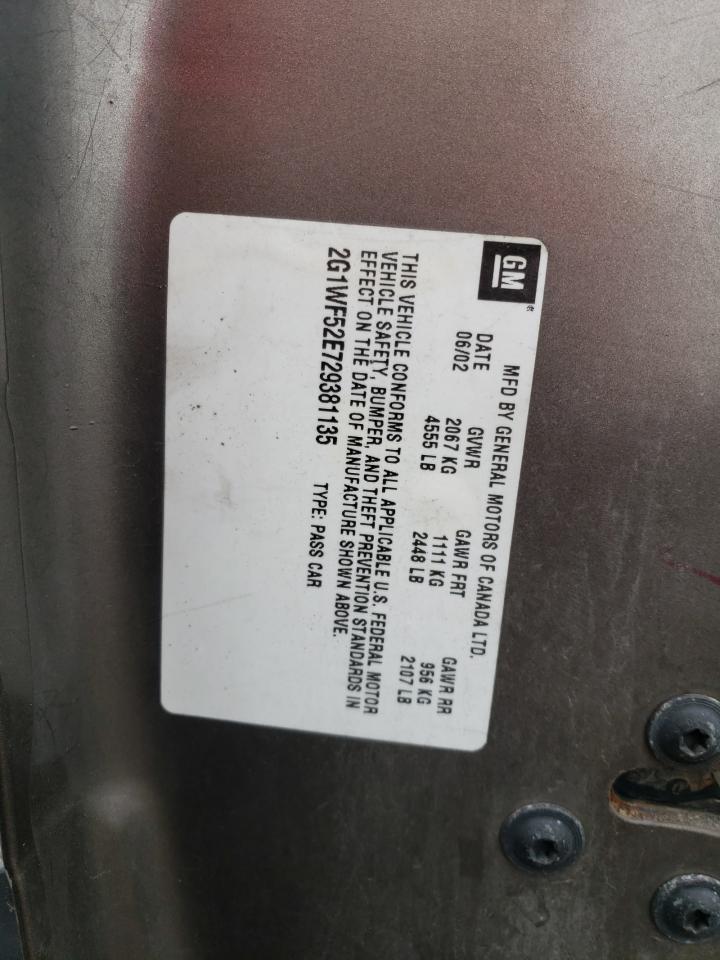 GM®
MFD BY GENERAL MOTORS OF CANADA LTD.
DATE GVWR GAWR FRT GAWR RR
06/02 2067 KG 1111 KG 956 KG
4555 LB 2448 LB 2107 LB
THIS VEHICLE CONFORMS TO ALL APPLICABLE U.S. FEDERAL MOTOR
VEHICLE SAFETY, BUMPER, AND THEFT PREVENTION STANDARDS IN
EFFECT ON THE DATE OF MANUFACTURE SHOWN ABOVE.
2G1WF52E729381135 TYPE: PASS CAR